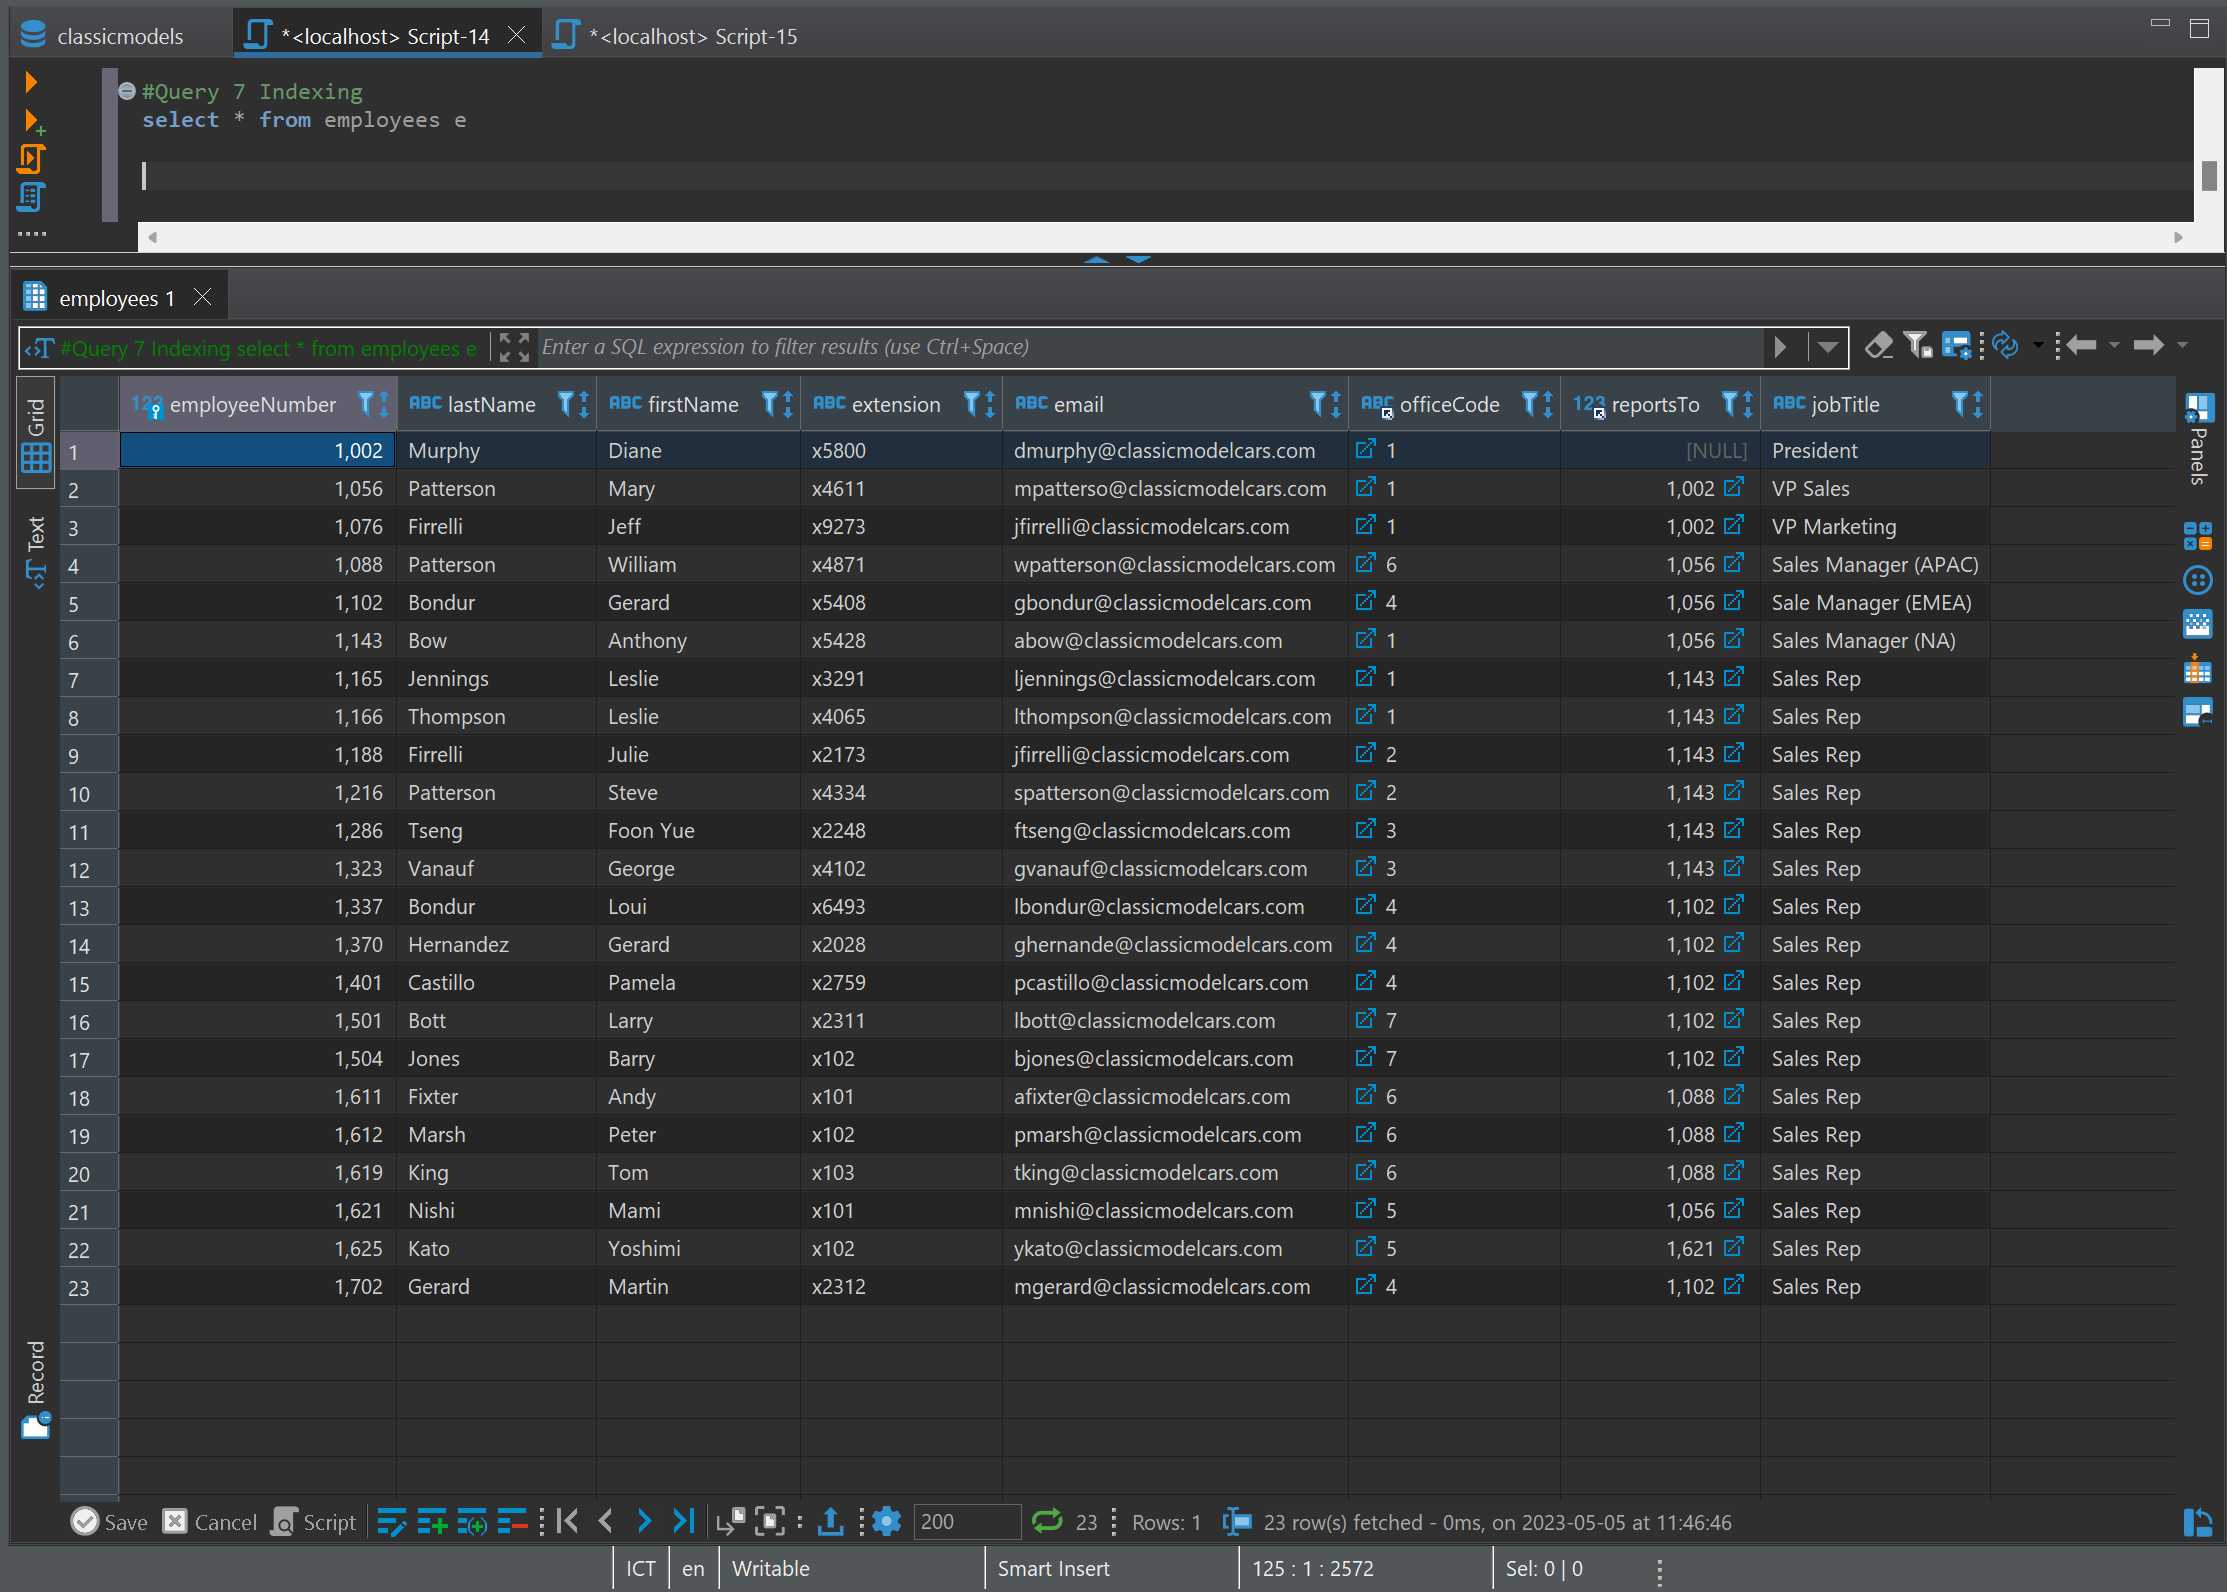 classicmodels *<localhost> Script-14 *<localhost> Script-15
#Query 7 Indexing
select * from employees e
employees 1
#Query 7 Indexing select * from employees e Enter a SQL expression to filter results (use Ctrl+Space)
Grid
Text
Record
Panels
123 employeeNumber ABC lastName ABC firstName ABC extension ABC email ABC officeCode 123 reportsTo ABC jobTitle
1 1,002 Murphy Diane x5800 dmurphy@classicmodelcars.com 1 [NULL] President
2 1,056 Patterson Mary x4611 mpatterso@classicmodelcars.com 1 1,002 VP Sales
3 1,076 Firrelli Jeff x9273 jfirrelli@classicmodelcars.com 1 1,002 VP Marketing
4 1,088 Patterson William x4871 wpatterson@classicmodelcars.com 6 1,056 Sales Manager (APAC)
5 1,102 Bondur Gerard x5408 gbondur@classicmodelcars.com 4 1,056 Sale Manager (EMEA)
6 1,143 Bow Anthony x5428 abow@classicmodelcars.com 1 1,056 Sales Manager (NA)
7 1,165 Jennings Leslie x3291 ljennings@classicmodelcars.com 1 1,143 Sales Rep
8 1,166 Thompson Leslie x4065 lthompson@classicmodelcars.com 1 1,143 Sales Rep
9 1,188 Firrelli Julie x2173 jfirrelli@classicmodelcars.com 2 1,143 Sales Rep
10 1,216 Patterson Steve x4334 spatterson@classicmodelcars.com 2 1,143 Sales Rep
11 1,286 Tseng Foon Yue x2248 ftseng@classicmodelcars.com 3 1,143 Sales Rep
12 1,323 Vanauf George x4102 gvanauf@classicmodelcars.com 3 1,143 Sales Rep
13 1,337 Bondur Loui x6493 lbondur@classicmodelcars.com 4 1,102 Sales Rep
14 1,370 Hernandez Gerard x2028 ghernande@classicmodelcars.com 4 1,102 Sales Rep
15 1,401 Castillo Pamela x2759 pcastillo@classicmodelcars.com 4 1,102 Sales Rep
16 1,501 Bott Larry x2311 lbott@classicmodelcars.com 7 1,102 Sales Rep
17 1,504 Jones Barry x102 bjones@classicmodelcars.com 7 1,102 Sales Rep
18 1,611 Fixter Andy x101 afixter@classicmodelcars.com 6 1,088 Sales Rep
19 1,612 Marsh Peter x102 pmarsh@classicmodelcars.com 6 1,088 Sales Rep
20 1,619 King Tom x103 tking@classicmodelcars.com 6 1,088 Sales Rep
21 1,621 Nishi Mami x101 mnishi@classicmodelcars.com 5 1,056 Sales Rep
22 1,625 Kato Yoshimi x102 ykato@classicmodelcars.com 5 1,621 Sales Rep
23 1,702 Gerard Martin x2312 mgerard@classicmodelcars.com 4 1,102 Sales Rep
Save Cancel Script 200 23 Rows: 1 23 row(s) fetched - 0ms, on 2023-05-05 at 11:46:46
ICT en Writable Smart Insert 125 : 1 : 2572 Sel: 0 | 0